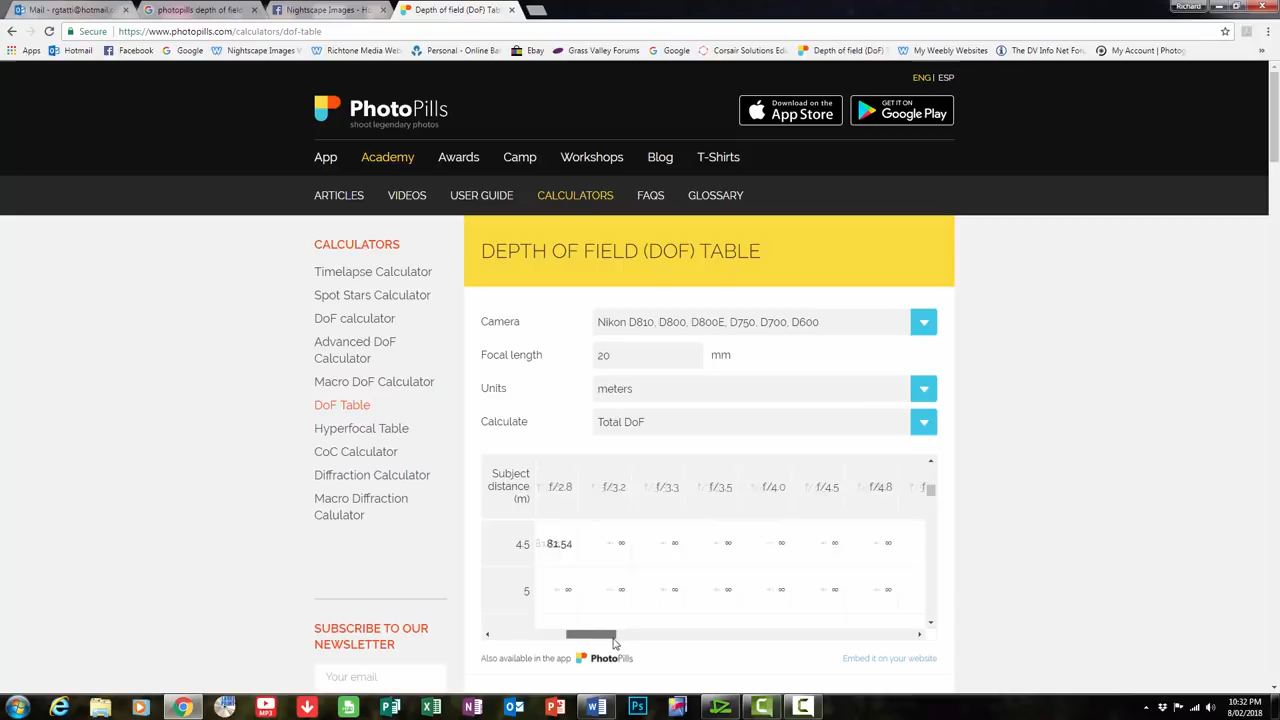 Mail - rgatti@hotmail.c
photopills depth of field
Nightscape Images - Ho
Depth of field (DoF) Tab
Richard
Secure https://www.photopills.com/calculators/dof-table
Apps Hotmail Facebook Google Nightscape Images Richtone Media Web Personal - Online Ba Ebay Grass Valley Forums Google Corsair Solutions Edi Depth of field (DoF) My Weebly Websites The DV Info Net For My Account | Photog
ENG | ESP
PhotoPills
shoot legendary photos
Download on the
App Store
GET IT ON
Google Play
App Academy Awards Camp Workshops Blog T-Shirts
ARTICLES VIDEOS USER GUIDE CALCULATORS FAQS GLOSSARY
CALCULATORS
Timelapse Calculator
Spot Stars Calculator
DoF calculator
Advanced DoF
Calculator
Macro DoF Calculator
DoF Table
Hyperfocal Table
CoC Calculator
Diffraction Calculator
Macro Diffraction
Calulator
SUBSCRIBE TO OUR
NEWSLETTER
Your email
DEPTH OF FIELD (DOF) TABLE
Camera Nikon D810, D800, D800E, D750, D700, D600
Focal length 20 mm
Units meters
Calculate Total DoF
Subject
distance
(m)
f/2.8 f/3.2 f/3.3 f/3.5 f/4.0 f/4.5 f/4.8
4.5 81.54 ∞ ∞ ∞ ∞ ∞ ∞
5 ∞ ∞ ∞ ∞ ∞ ∞ ∞
Also available in the app PhotoPills
Embed it on your website
MP3
Ps
10:32 PM
8/02/2018